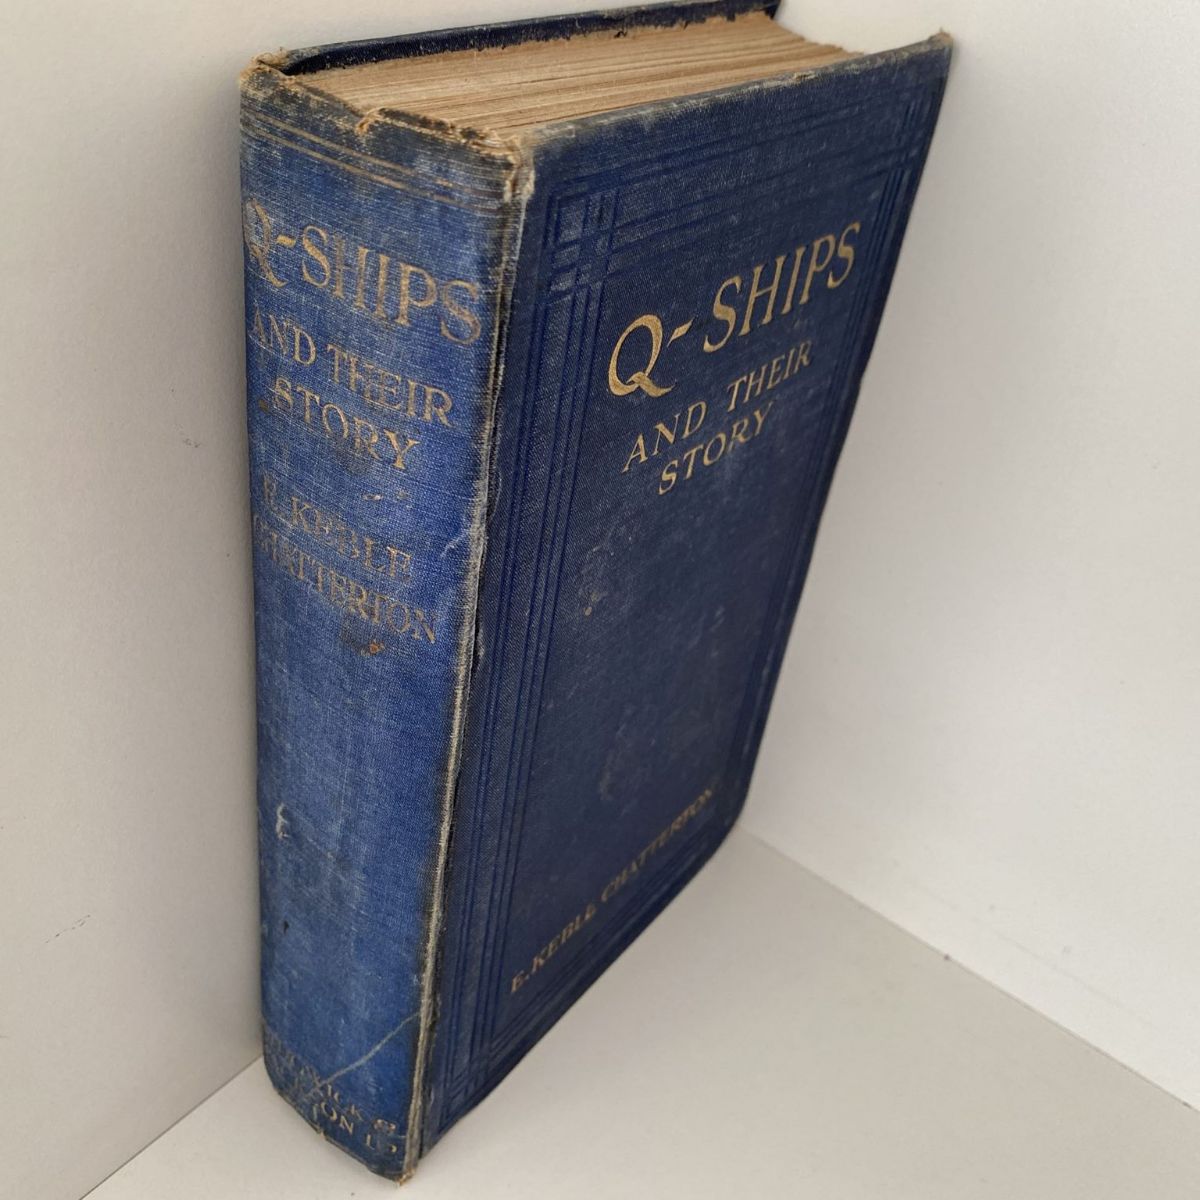 Q-SHIPS
AND THEIR
STORY
E. KEBLE
CHATTERTON
Q-SHIPS
AND THEIR
STORY
E. KEBLE CHATTERTON